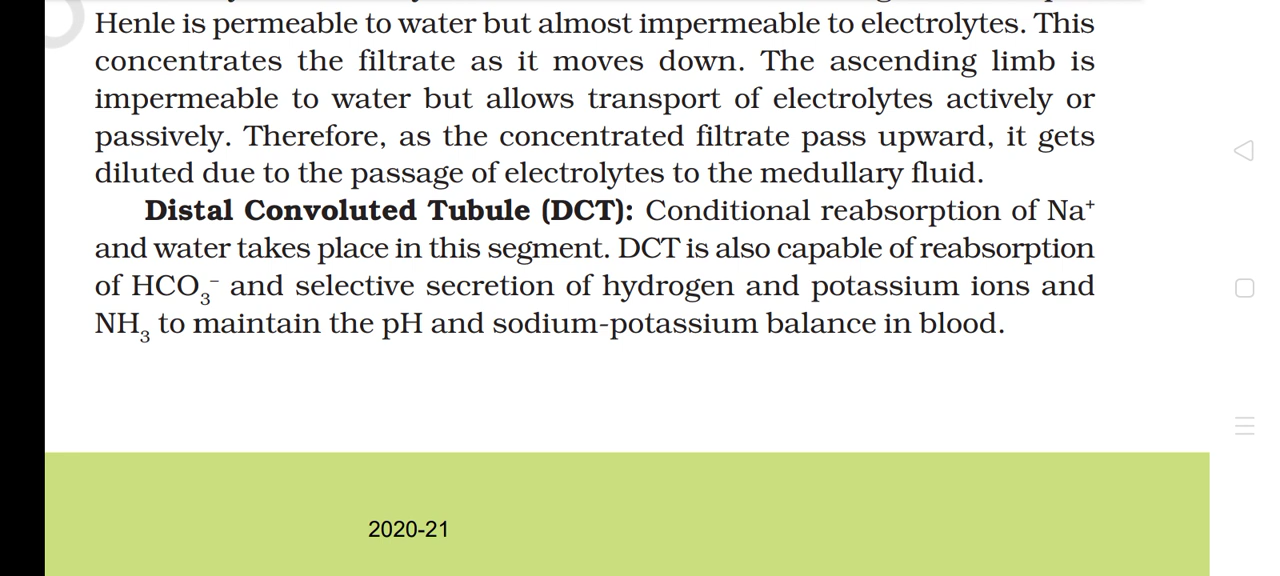 Henle is permeable to water but almost impermeable to electrolytes. This
concentrates the filtrate as it moves down. The ascending limb is
impermeable to water but allows transport of electrolytes actively or
passively. Therefore, as the concentrated filtrate pass upward, it gets
diluted due to the passage of electrolytes to the medullary fluid.
Distal Convoluted Tubule (DCT): Conditional reabsorption of Na⁺
and water takes place in this segment. DCT is also capable of reabsorption
of HCO₃⁻ and selective secretion of hydrogen and potassium ions and
NH₃ to maintain the pH and sodium-potassium balance in blood.
2020-21